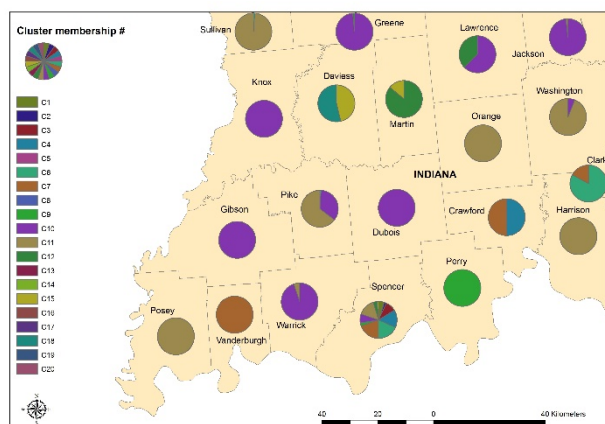 Cluster membership #
C1
C2
C3
C4
C5
C6
C7
C8
C9
C10
C11
C12
C13
C14
C15
C16
C17
C18
C19
C20
Sullivan
Greene
Lawrence
Jackson
Knox
Daviess
Martin
Orange
Washington
Clark
INDIANA
Pike
Gibson
Dubois
Crawford
Harrison
Perry
Spencer
Posey
Vanderburgh
Warrick
40 20 0 40 Kilometers